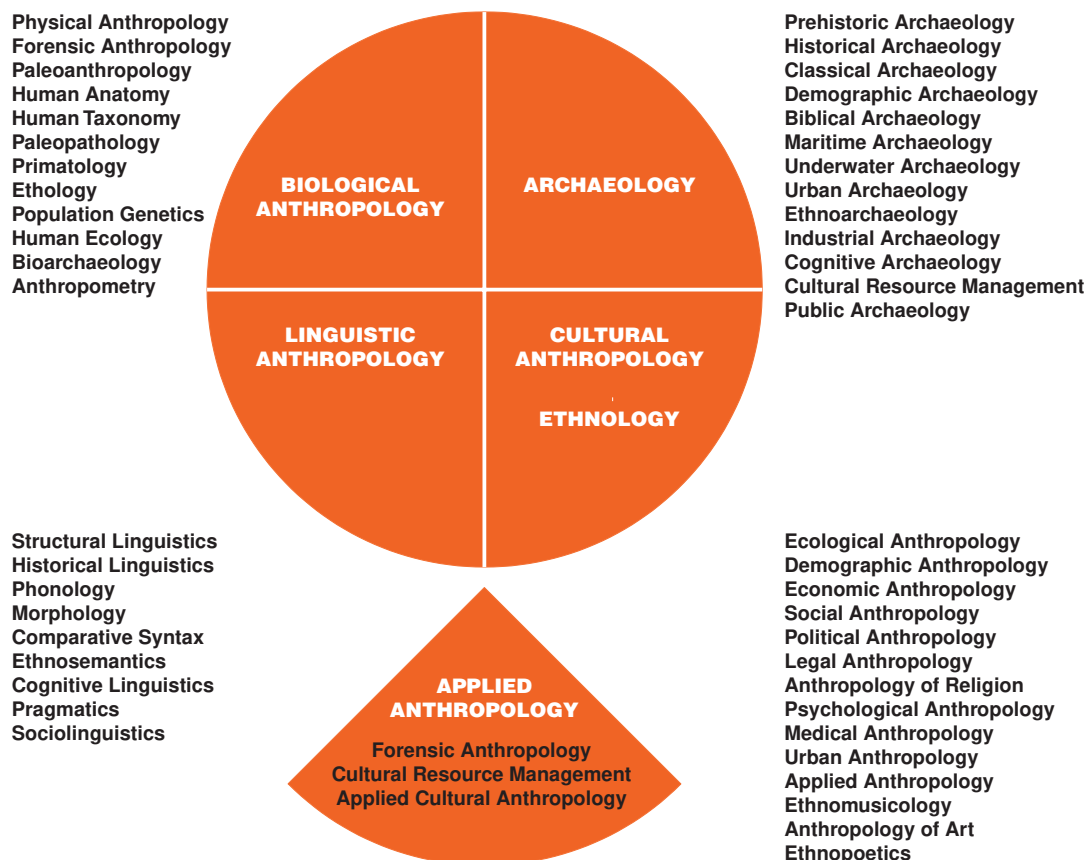 Physical Anthropology
Forensic Anthropology
Paleoanthropology
Human Anatomy
Human Taxonomy
Paleopathology
Primatology
Ethology
Population Genetics
Human Ecology
Bioarchaeology
Anthropometry
BIOLOGICAL
ANTHROPOLOGY
ARCHAEOLOGY
Prehistoric Archaeology
Historical Archaeology
Classical Archaeology
Demographic Archaeology
Biblical Archaeology
Maritime Archaeology
Underwater Archaeology
Urban Archaeology
Ethnoarchaeology
Industrial Archaeology
Cognitive Archaeology
Cultural Resource Management
Public Archaeology
LINGUISTIC
ANTHROPOLOGY
CULTURAL
ANTHROPOLOGY
ETHNOLOGY
Structural Linguistics
Historical Linguistics
Phonology
Morphology
Comparative Syntax
Ethnosemantics
Cognitive Linguistics
Pragmatics
Sociolinguistics
APPLIED
ANTHROPOLOGY
Forensic Anthropology
Cultural Resource Management
Applied Cultural Anthropology
Ecological Anthropology
Demographic Anthropology
Economic Anthropology
Social Anthropology
Political Anthropology
Legal Anthropology
Anthropology of Religion
Psychological Anthropology
Medical Anthropology
Urban Anthropology
Applied Anthropology
Ethnomusicology
Anthropology of Art
Ethnopoetics